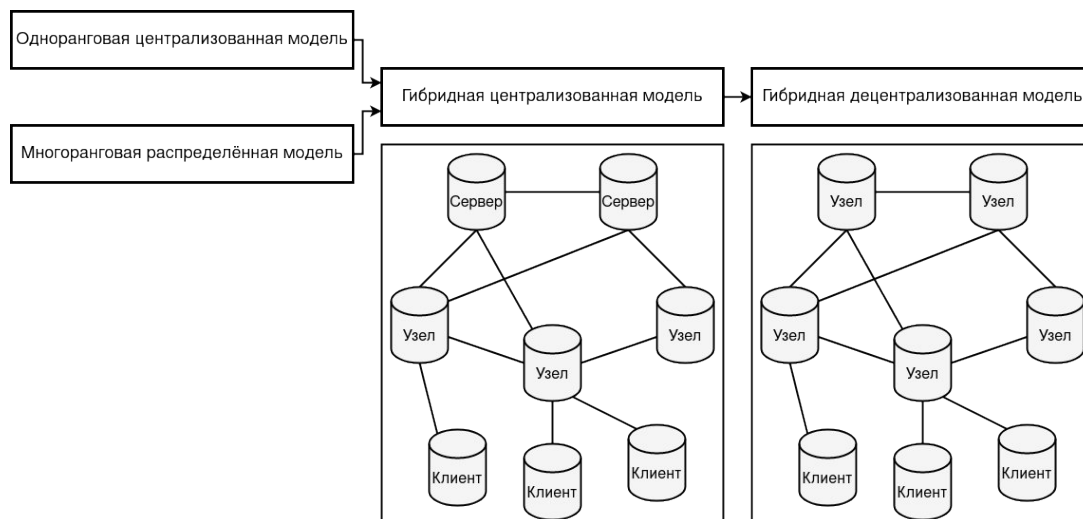 Одноранговая централизованная модель
Многоранговая распределённая модель
Гибридная централизованная модель
Гибридная децентрализованная модель
Сервер
Сервер
Узел
Узел
Узел
Клиент
Клиент
Клиент
Узел
Узел
Узел
Узел
Узел
Клиент
Клиент
Клиент